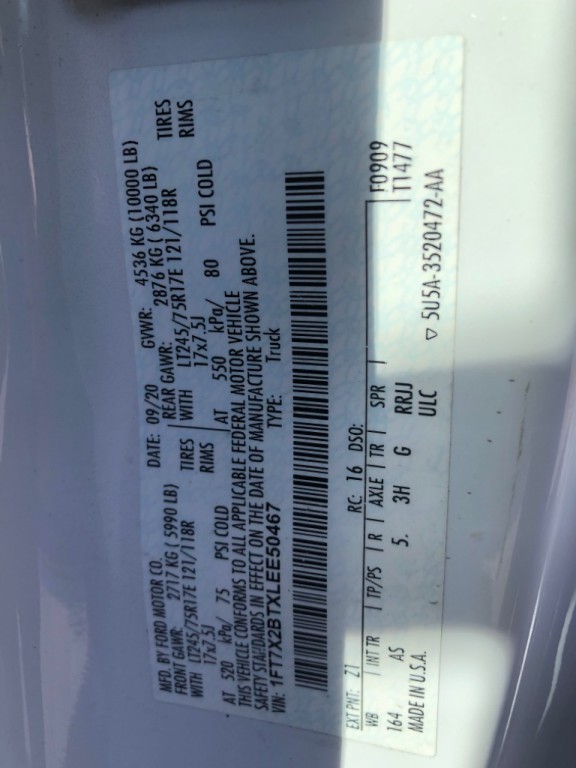 MFD. BY FORD MOTOR CO.
DATE: 09/20 GVWR: 4536 KG (10000 LB)
FRONT GAWR: 2717 KG ( 5990 LB) REAR GAWR: 2876 KG ( 6340 LB)
WITH LT245/75R17E 121/118R TIRES WITH LT245/75R17E 121/118R TIRES
17x7.5J RIMS 17x7.5J RIMS
AT 520 kPa/ 75 PSI COLD AT 550 kPa/ 80 PSI COLD
THIS VEHICLE CONFORMS TO ALL APPLICABLE FEDERAL MOTOR VEHICLE
SAFETY STANDARDS IN EFFECT ON THE DATE OF MANUFACTURE SHOWN ABOVE.
VIN: 1FT7X2BTXLEE50467 TYPE: Truck
F0909
T1477
EXT PNT: Z1 RC: 16 DSO:
WB INT TR TP/PS R AXLE TR SPR
164 AS 5. 3H G RRJJ
MADE IN U.S.A. ULC
▽ 5U5A-3520472-AA